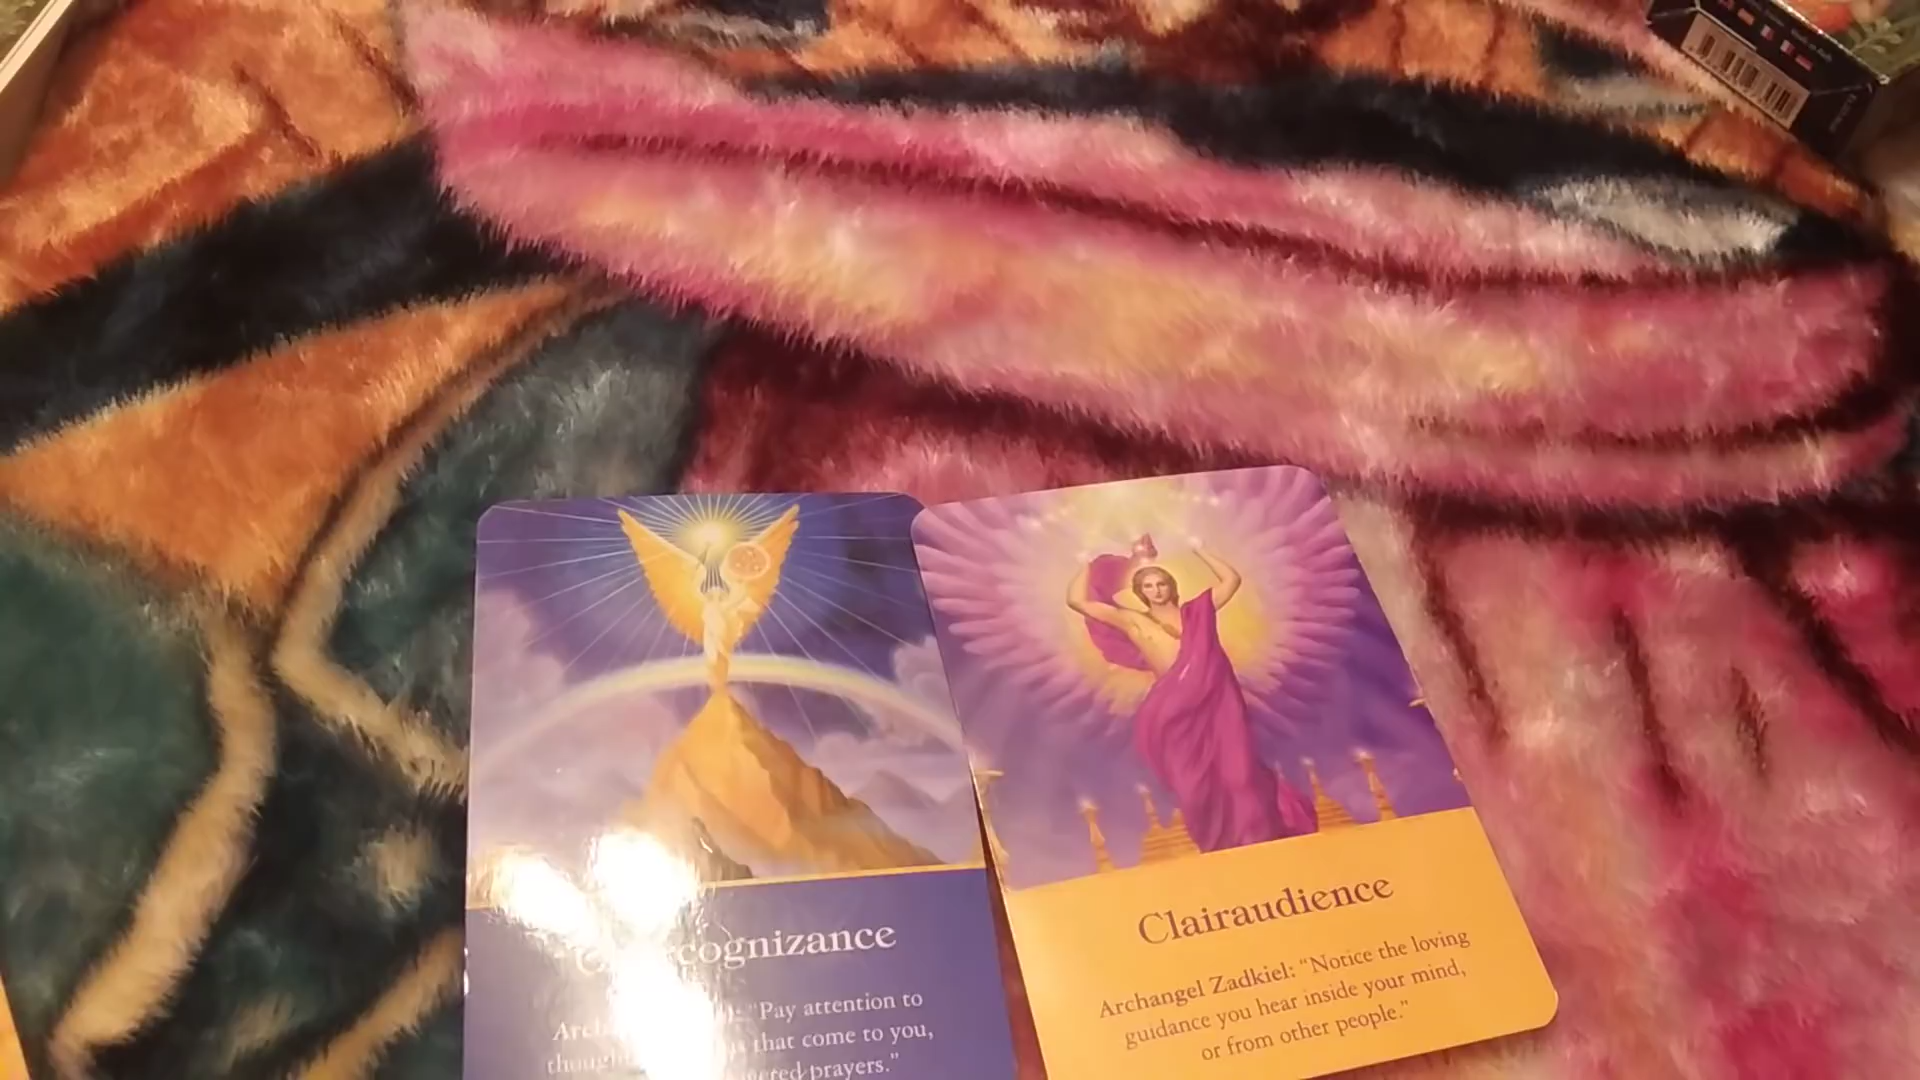 cognizance
"Pay attention to
that come to you,
prayers."
Clairaudience
Archangel Zadkiel: "Notice the loving
guidance you hear inside your mind,
or from other people."